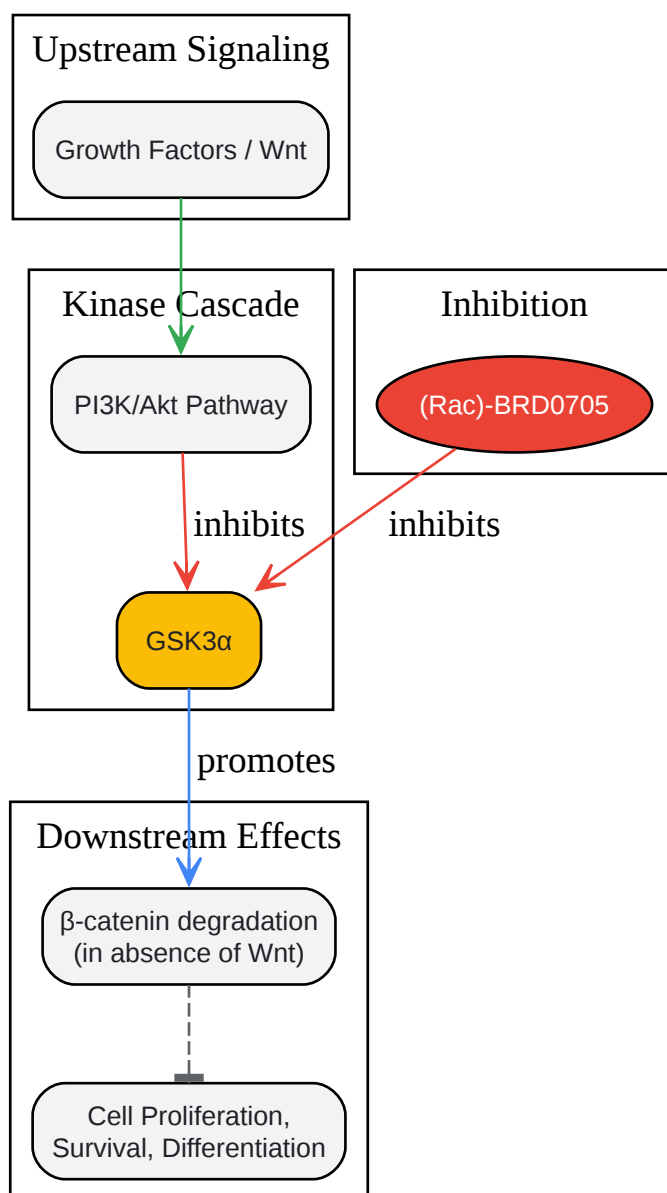 Upstream Signaling
Growth Factors / Wnt
Kinase Cascade
Inhibition
PI3K/Akt Pathway
(Rac)-BRD0705
inhibits
inhibits
GSK3α
promotes
Downstream Effects
β-catenin degradation
(in absence of Wnt)
Cell Proliferation,
Survival, Differentiation